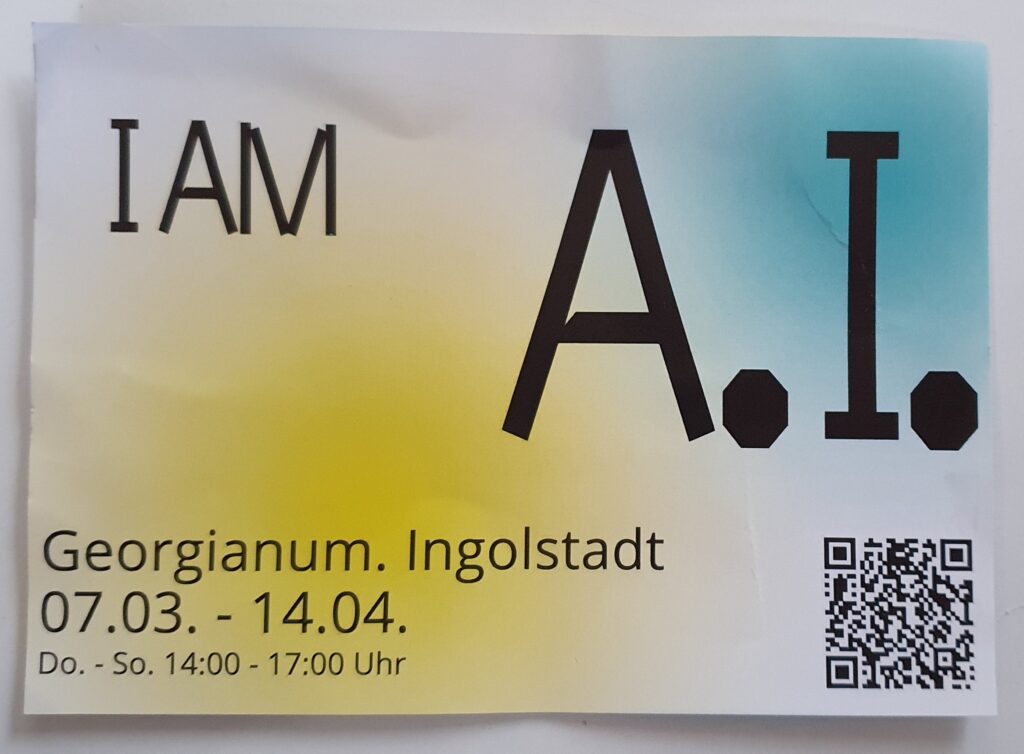 I AM
A.I.
Georgianum. Ingolstadt
07.03. - 14.04.
Do. - So. 14:00 - 17:00 Uhr